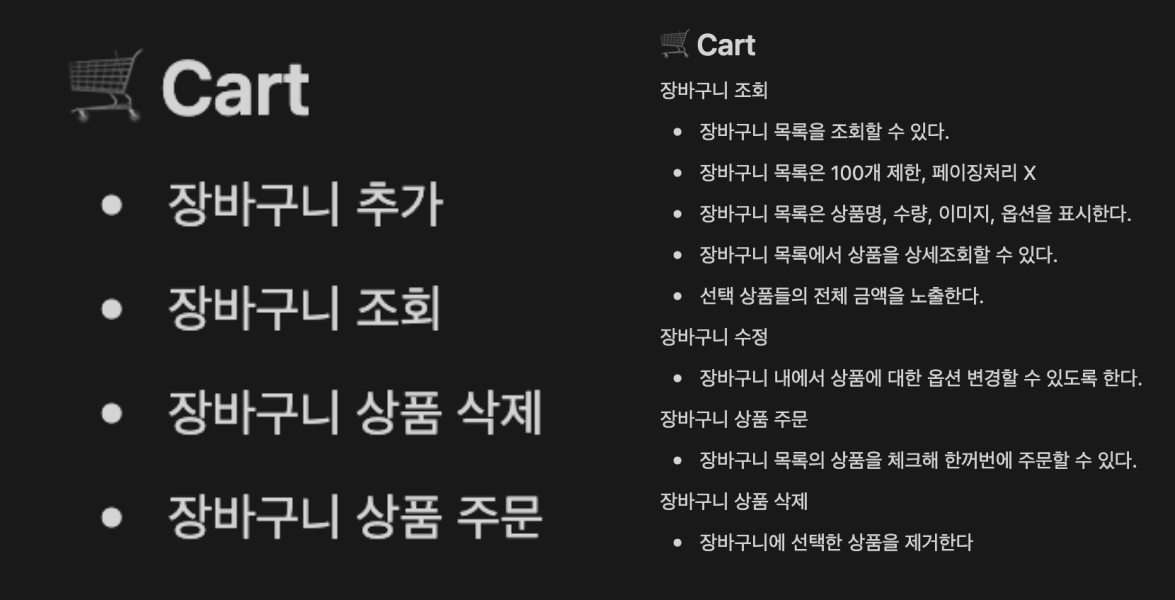 🛒 Cart
• 장바구니 추가
• 장바구니 조회
• 장바구니 상품 삭제
• 장바구니 상품 주문
🛒 Cart
장바구니 조회
• 장바구니 목록을 조회할 수 있다.
• 장바구니 목록은 100개 제한, 페이징처리 X
• 장바구니 목록은 상품명, 수량, 이미지, 옵션을 표시한다.
• 장바구니 목록에서 상품을 상세조회할 수 있다.
• 선택 상품들의 전체 금액을 노출한다.
장바구니 수정
• 장바구니 내에서 상품에 대한 옵션 변경할 수 있도록 한다.
장바구니 상품 주문
• 장바구니 목록의 상품을 체크해 한꺼번에 주문할 수 있다.
장바구니 상품 삭제
• 장바구니에 선택한 상품을 제거한다